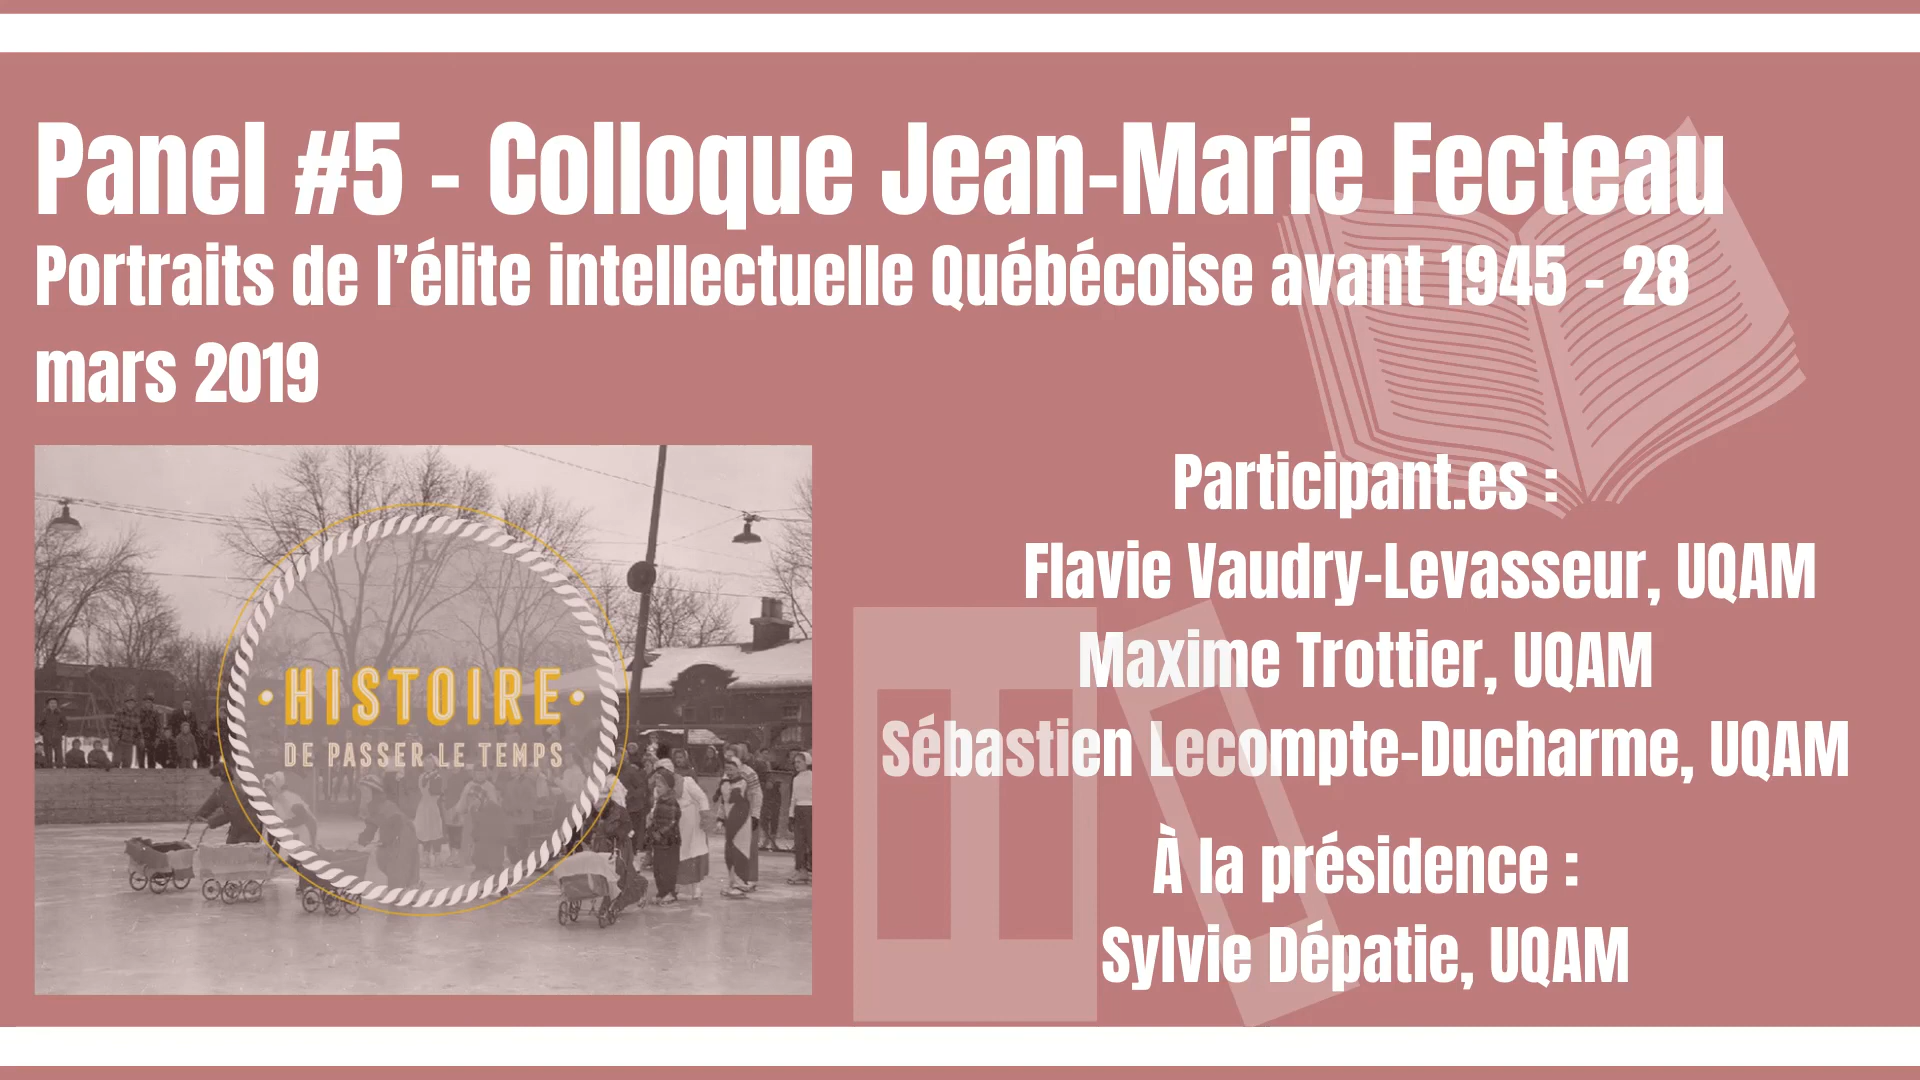 Panel #5 - Colloque Jean-Marie Fecteau
Portraits de l’élite intellectuelle Québécoise avant 1945 - 28
mars 2019
HISTOIRE
DE PASSER LE TEMPS
Participant.es :
Flavie Vaudry-Levasseur, UQAM
Maxime Trottier, UQAM
Sébastien Lecompte-Ducharme, UQAM
À la présidence :
Sylvie Dépatie, UQAM